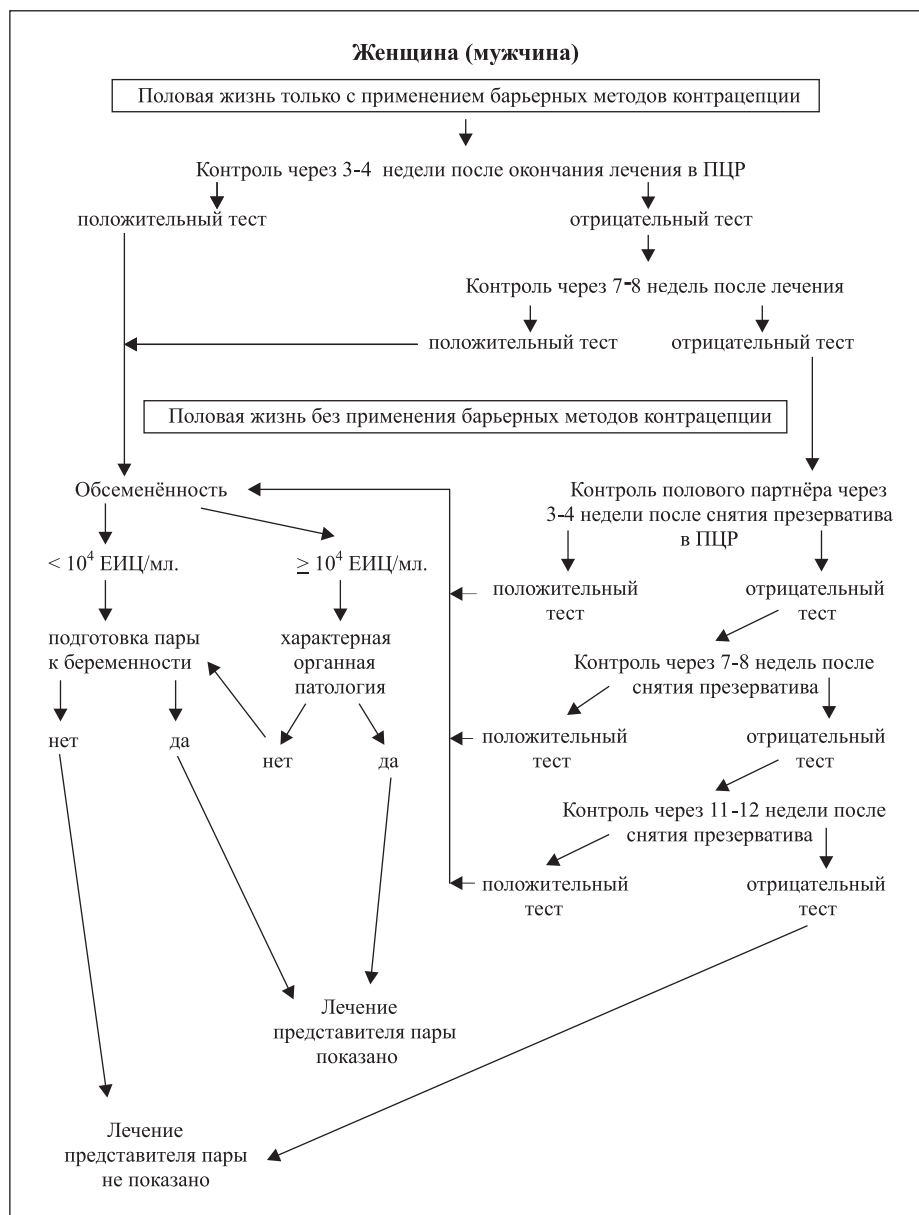 Женщина (мужчина)
Половая жизнь только с применением барьерных методов контрацепции
Контроль через 3-4 недели после окончания лечения в ПЦР
положительный тест
отрицательный тест
Контроль через 7-8 недель после лечения
положительный тест
отрицательный тест
Половая жизнь без применения барьерных методов контрацепции
Обсеменённость
< 10⁴ ЕИЦ/мл.
≥ 10⁴ ЕИЦ/мл.
подготовка пары
к беременности
характерная
органная
патология
нет
да
нет
да
Контроль полового партнёра через
3-4 недели после снятия презерватива
в ПЦР
положительный
тест
отрицательный
тест
Контроль через 7-8 недель после
снятия презерватива
положительный
тест
отрицательный
тест
Контроль через 11-12 недели после
снятия презерватива
положительный
тест
отрицательный
тест
Лечение
представителя пары
показано
Лечение
представителя пары
не показано